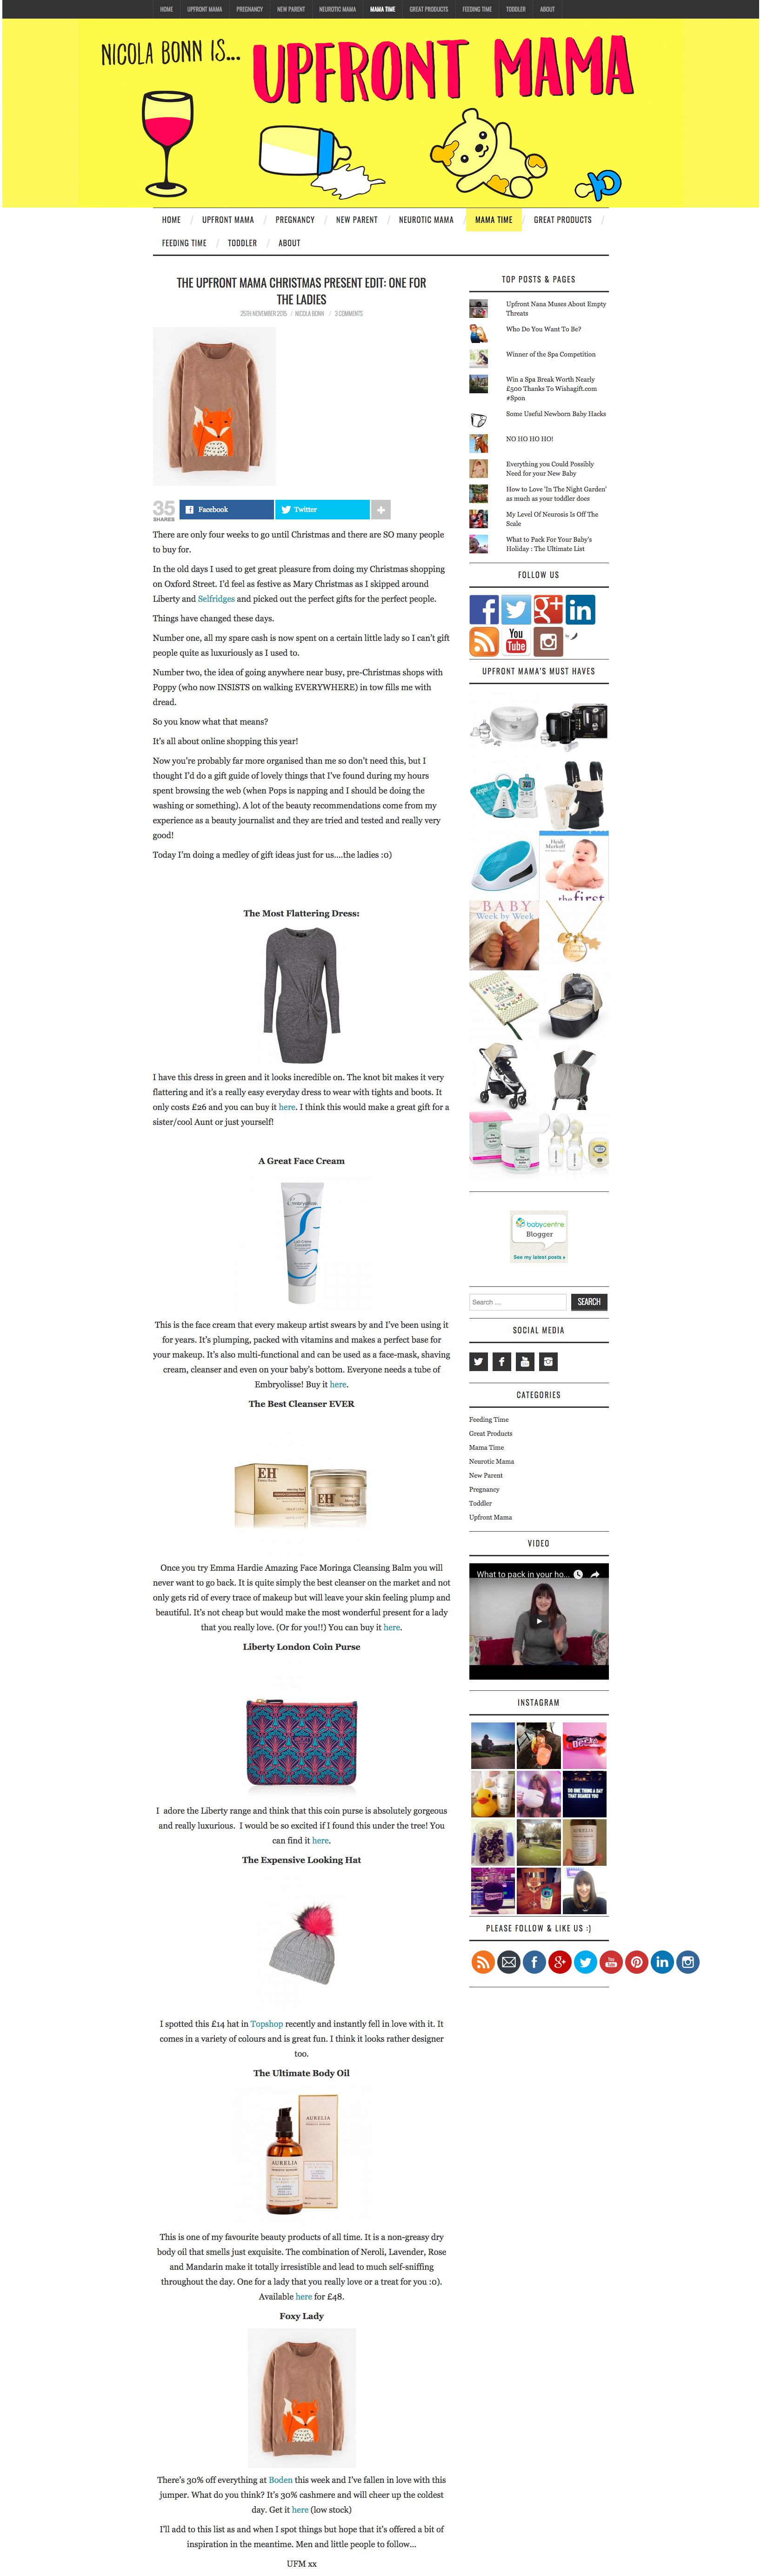 HOME UPFRONT MAMA PREGNANCY NEW PARENT NEUROTIC MAMA MAMA TIME GREAT PRODUCTS FEEDING TIME TODDLER ABOUT
NICOLA BONN IS... UPFRONT MAMA
HOME / UPFRONT MAMA / PREGNANCY / NEW PARENT / NEUROTIC MAMA / MAMA TIME / GREAT PRODUCTS /
FEEDING TIME / TODDLER / ABOUT
THE UPFRONT MAMA CHRISTMAS PRESENT EDIT: ONE FOR
THE LADIES
25TH NOVEMBER 2015 / NICOLA BONN / 3 COMMENTS
35
SHARES
Facebook
Twitter
There are only four weeks to go until Christmas and there are SO many people
to buy for.
In the old days I used to get great pleasure from doing my Christmas shopping
on Oxford Street. I'd feel as festive as Mary Christmas as I skipped around
Liberty and Selfridges and picked out the perfect gifts for the perfect people.
Things have changed these days.
Number one, all my spare cash is now spent on a certain little lady so I can't gift
people quite as luxuriously as I used to.
Number two, the idea of going anywhere near busy, pre-Christmas shops with
Poppy (who now INSISTS on walking EVERYWHERE) in tow fills me with
dread.
So you know what that means?
It's all about online shopping this year!
Now you're probably far more organised than me so don't need this, but I
thought I'd do a gift guide of lovely things that I've found during my hours
spent browsing the web (when Pops is napping and I should be doing the
washing or something). A lot of the beauty recommendations come from my
experience as a beauty journalist and they are tried and tested and really very
good!
Today I'm doing a medley of gift ideas just for us....the ladies :0)
The Most Flattering Dress:
I have this dress in green and it looks incredible on. The knot bit makes it very
flattering and it's a really easy everyday dress to wear with tights and boots. It
only costs £26 and you can buy it here. I think this would make a great gift for a
sister/cool Aunt or just yourself!
A Great Face Cream
Embryolisse
This is the face cream that every makeup artist swears by and I've been using it
for years. It's plumping, packed with vitamins and makes a perfect base for
your makeup. It's also multi-functional and can be used as a face-mask, shaving
cream, cleanser and even on your baby's bottom. Everyone needs a tube of
Embryolisse! Buy it here.
The Best Cleanser EVER
EH
EH
Once you try Emma Hardie Amazing Face Moringa Cleansing Balm you will
never want to go back. It is quite simply the best cleanser on the market and not
only gets rid of every trace of makeup but will leave your skin feeling plump and
beautiful. It's not cheap but would make the most wonderful present for a lady
that you really love. (Or for you!!) You can buy it here.
Liberty London Coin Purse
I adore the Liberty range and think that this coin purse is absolutely gorgeous
and really luxurious. I would be so excited if I found this under the tree! You
can find it here.
The Expensive Looking Hat
I spotted this £14 hat in Topshop recently and instantly fell in love with it. It
comes in a variety of colours and is great fun. I think it looks rather designer
too.
The Ultimate Body Oil
AURELIA
AURELIA
This is one of my favourite beauty products of all time. It is a non-greasy dry
body oil that smells just exquisite. The combination of Neroli, Lavender, Rose
and Mandarin make it totally irresistible and lead to much self-sniffing
throughout the day. One for a lady that you really love or a treat for you :0).
Available here for £48.
Foxy Lady
There's 30% off everything at Boden this week and I've fallen in love with this
jumper. What do you think? It's 30% cashmere and will cheer up the coldest
day. Get it here (low stock)
I'll add to this list as and when I spot things but hope that it's offered a bit of
inspiration in the meantime. Men and little people to follow...
UFM xx
TOP POSTS & PAGES
Upfront Nana Muses About Empty
Threats
Who Do You Want To Be?
Winner of the Spa Competition
Win a Spa Break Worth Nearly
£500 Thanks To Wishagift.com
#Spon
Some Useful Newborn Baby Hacks
NO HO HO HO!
Everything you Could Possibly
Need for your New Baby
How to Love 'In The Night Garden'
as much as your toddler does
My Level Of Neurosis Is Off The
Scale
What to Pack For Your Baby's
Holiday : The Ultimate List
FOLLOW US
You
Tube
by
UPFRONT MAMA'S MUST HAVES
Heidi
Murkoff
the first
BABY
Week by Week
babycentre
Blogger
See my latest posts
Search …
SEARCH
SOCIAL MEDIA
CATEGORIES
Feeding Time
Great Products
Mama Time
Neurotic Mama
New Parent
Pregnancy
Toddler
Upfront Mama
VIDEO
What to pack in your ho...
INSTAGRAM
DO ONE THING A DAY
THAT SCARES YOU
AURELIA
PLEASE FOLLOW & LIKE US :)